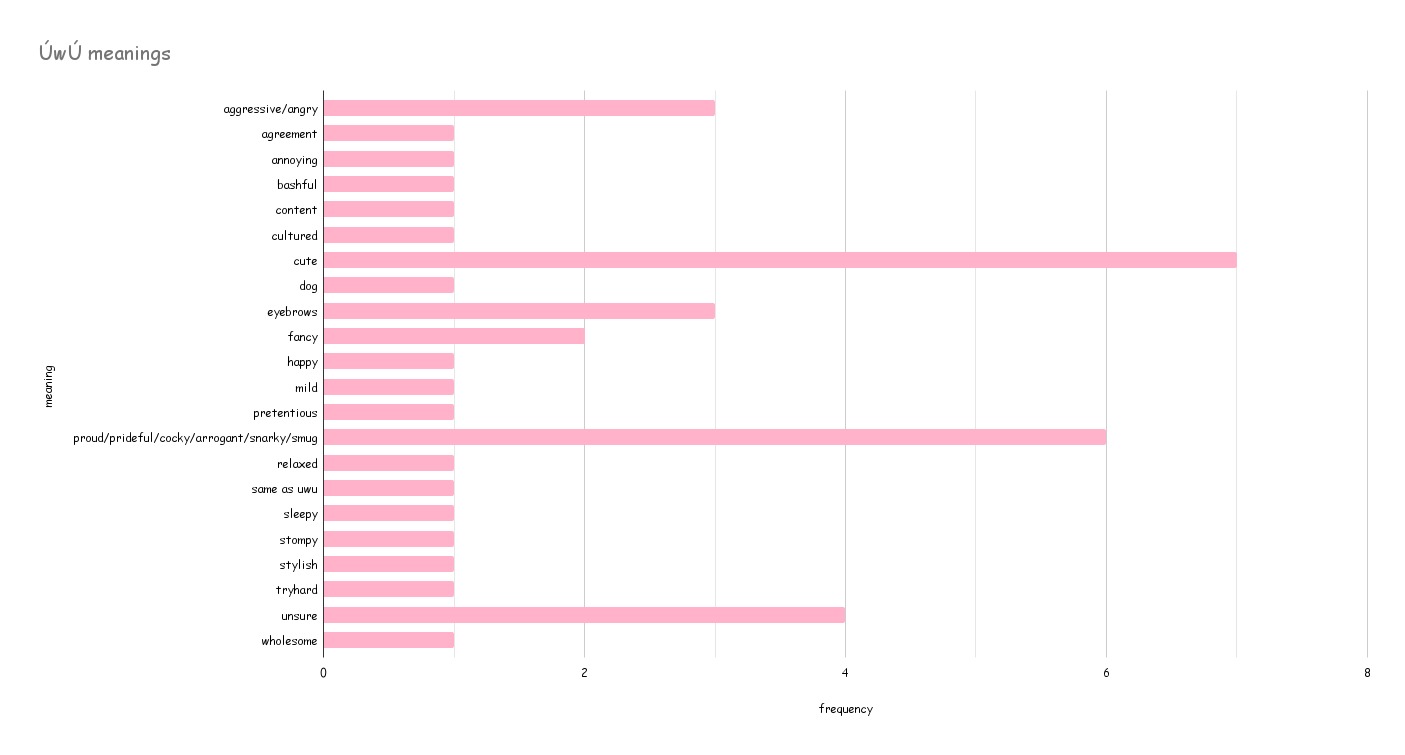 ÚwÚ meanings
aggressive/angry
agreement
annoying
bashful
content
cultured
cute
dog
eyebrows
fancy
happy
mild
pretentious
proud/prideful/cocky/arrogant/snarky/smug
relaxed
same as uwu
sleepy
stompy
stylish
tryhard
unsure
wholesome
meaning
0 2 4 6 8
frequency